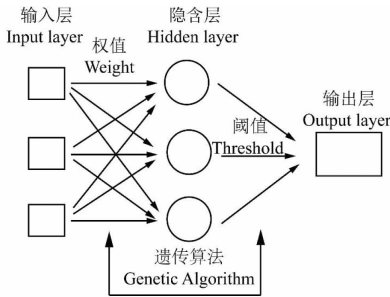 输入层
Input layer
权值
Weight
隐含层
Hidden layer
阈值
Threshold
输出层
Output layer
遗传算法
Genetic Algorithm